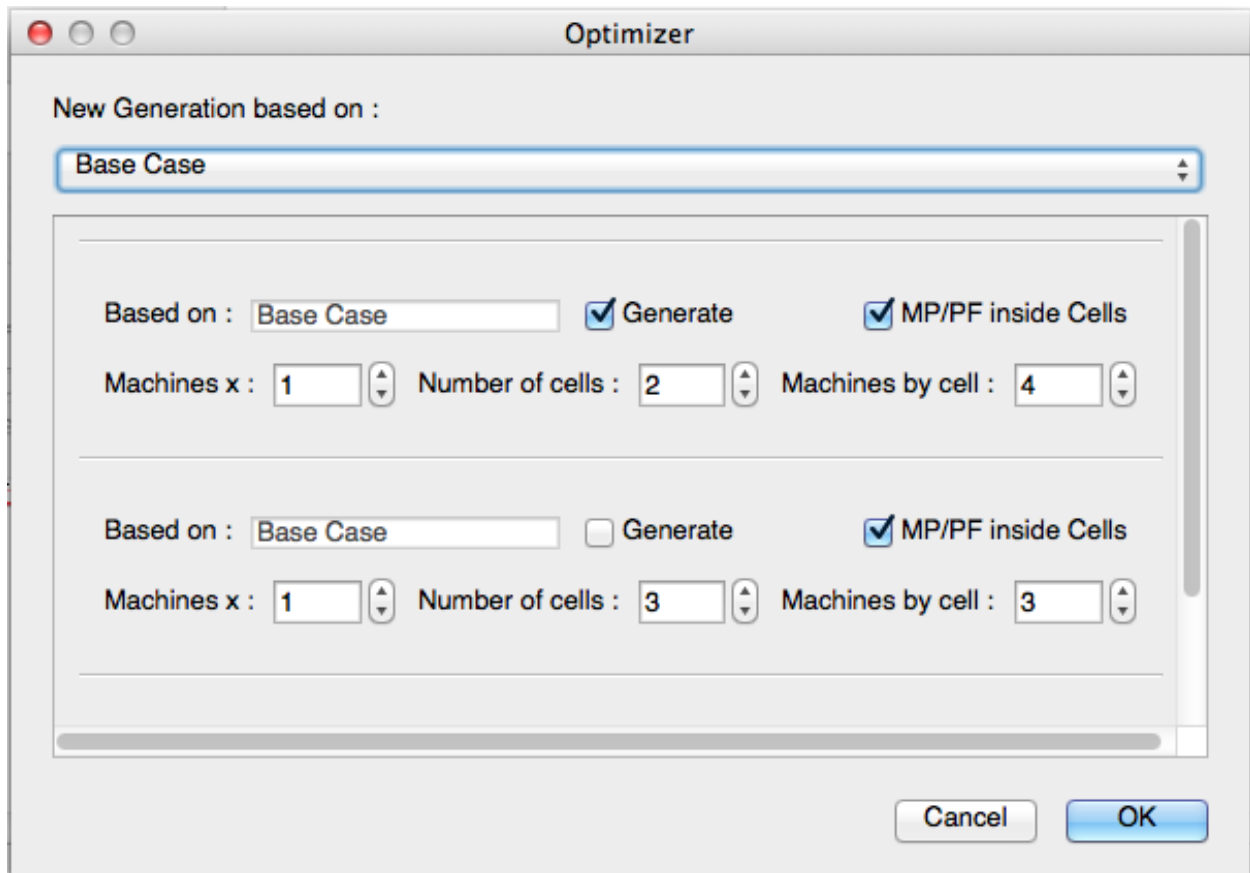 Optimizer
New Generation based on :
Base Case
Based on : Base Case Generate MP/PF inside Cells
Machines x : 1 Number of cells : 2 Machines by cell : 4
Based on : Base Case Generate MP/PF inside Cells
Machines x : 1 Number of cells : 3 Machines by cell : 3
Cancel OK